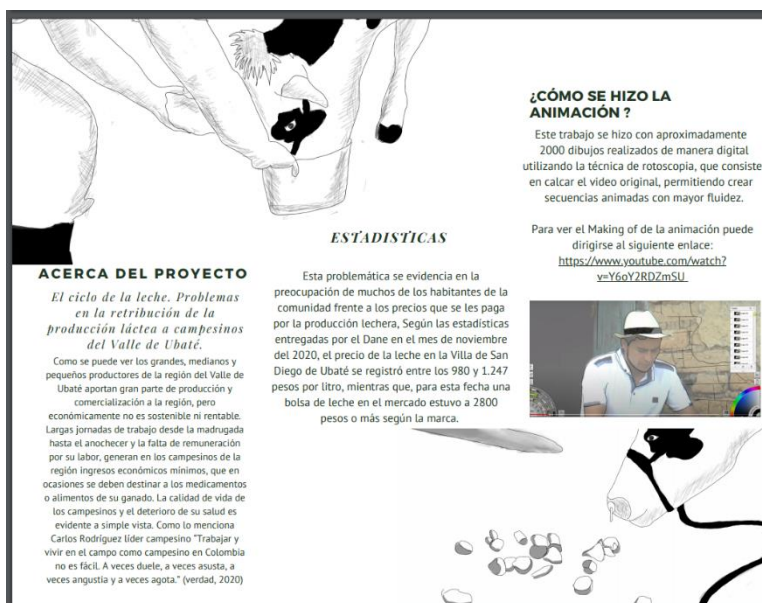 ACERCA DEL PROYECTO
El ciclo de la leche. Problemas
en la retribución de la
producción láctea a campesinos
del Valle de Ubaté.
Como se puede ver los grandes, medianos y
pequeños productores de la región del Valle de
Ubaté aportan gran parte de producción y
comercialización a la región, pero
económicamente no es sostenible ni rentable.
Largas jornadas de trabajo desde la madrugada
hasta el anochecer y la falta de remuneración
por su labor, generan en los campesinos de la
región ingresos económicos mínimos, que en
ocasiones se deben destinar a los medicamentos
o alimentos de su ganado. La calidad de vida de
los campesinos y el deterioro de su salud es
evidente a simple vista. Como lo menciona
Carlos Rodríguez líder campesino "Trabajar y
vivir en el campo como campesino en Colombia
no es fácil. A veces duele, a veces asusta, a
veces angustia y a veces agota." (verdad, 2020)
ESTADISTICAS
Esta problemática se evidencia en la
preocupación de muchos de los habitantes de la
comunidad frente a los precios que se les paga
por la producción lechera, Según las estadísticas
entregadas por el Dane en el mes de noviembre
del 2020, el precio de la leche en la Villa de San
Diego de Ubaté se registró entre los 980 y 1.247
pesos por litro, mientras que, para esta fecha una
bolsa de leche en el mercado estuvo a 2800
pesos o más según la marca.
¿CÓMO SE HIZO LA
ANIMACIÓN ?
Este trabajo se hizo con aproximadamente
2000 dibujos realizados de manera digital
utilizando la técnica de rotoscopia, que consiste
en calcar el video original, permitiendo crear
secuencias animadas con mayor fluidez.
Para ver el Making of de la animación puede
dirigirse al siguiente enlace:
https://www.youtube.com/watch?
v=Y6oY2RDZmSU